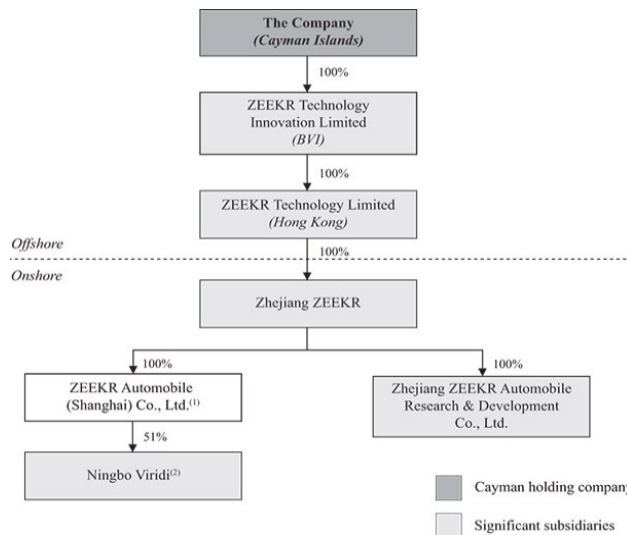 The Company
(Cayman Islands)
100%
ZEEKR Technology
Innovation Limited
(BVI)
100%
ZEEKR Technology Limited
(Hong Kong)
Offshore
100%
Onshore
Zhejiang ZEEKR
100%
100%
ZEEKR Automobile
(Shanghai) Co., Ltd.(1)
Zhejiang ZEEKR Automobile
Research & Development
Co., Ltd.
51%
Ningbo Viridi(2)
Cayman holding company
Significant subsidiaries